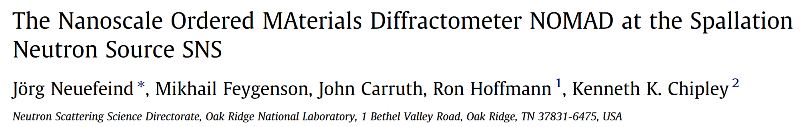 The Nanoscale Ordered MAterials Diffractometer NOMAD at the Spallation
Neutron Source SNS
Jörg Neuefeind *, Mikhail Feygenson, John Carruth, Ron Hoffmann 1, Kenneth K. Chipley 2
Neutron Scattering Science Directorate, Oak Ridge National Laboratory, 1 Bethel Valley Road, Oak Ridge, TN 37831-6475, USA